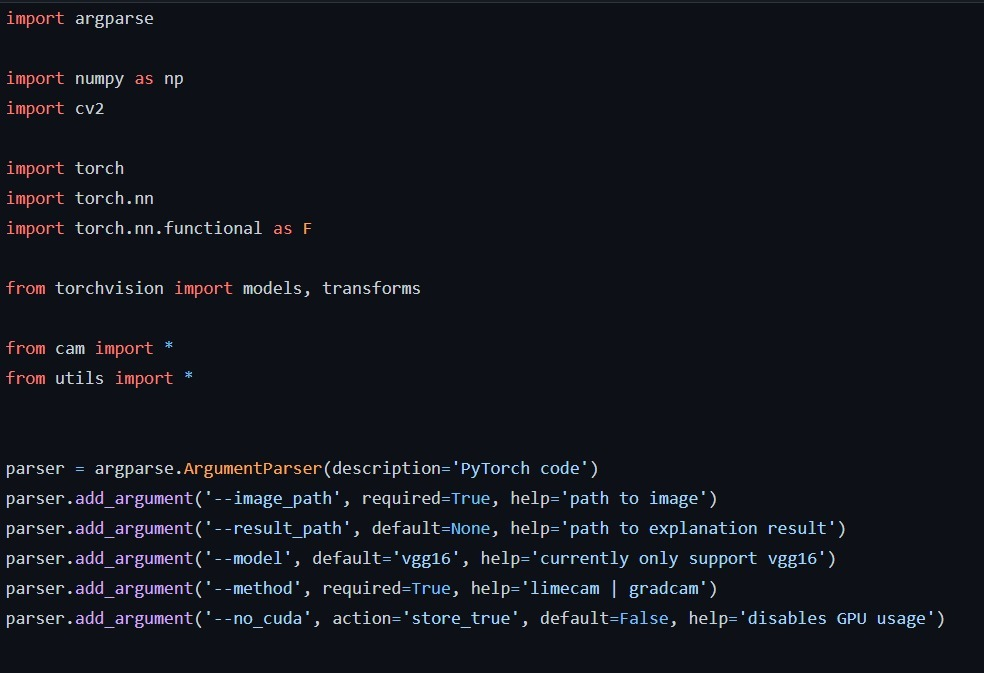 import argparse
import numpy as np
import cv2
import torch
import torch.nn
import torch.nn.functional as F
from torchvision import models, transforms
from cam import *
from utils import *
parser = argparse.ArgumentParser(description='PyTorch code')
parser.add_argument('--image_path', required=True, help='path to image')
parser.add_argument('--result_path', default=None, help='path to explanation result')
parser.add_argument('--model', default='vgg16', help='currently only support vgg16')
parser.add_argument('--method', required=True, help='limecam | gradcam')
parser.add_argument('--no_cuda', action='store_true', default=False, help='disables GPU usage')